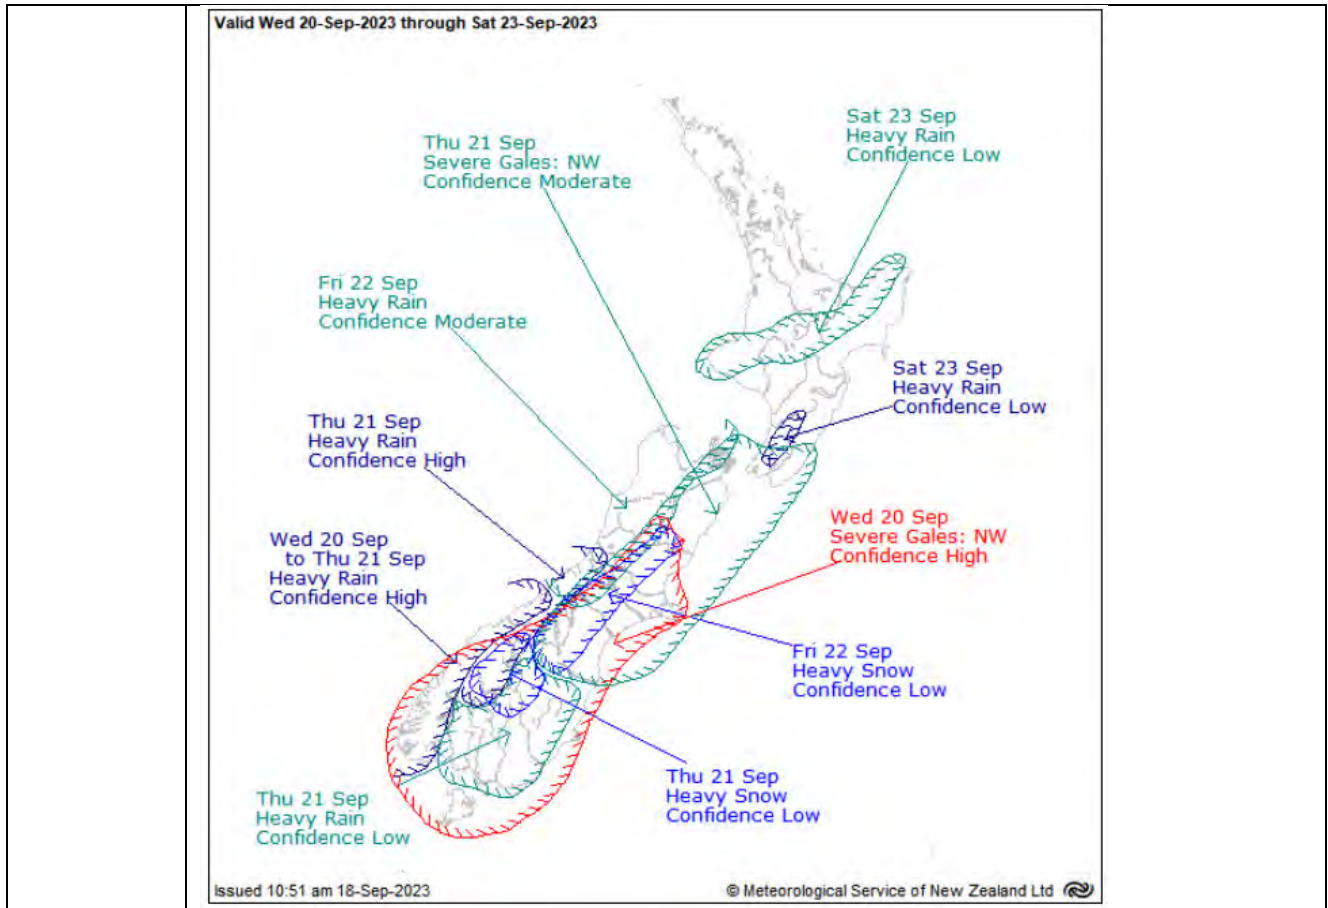 Valid Wed 20-Sep-2023 through Sat 23-Sep-2023
Sat 23 Sep
Heavy Rain
Confidence Low
Thu 21 Sep
Severe Gales: NW
Confidence Moderate
Fri 22 Sep
Heavy Rain
Confidence Moderate
Sat 23 Sep
Heavy Rain
Confidence Low
Thu 21 Sep
Heavy Rain
Confidence High
Wed 20 Sep
Severe Gales: NW
Confidence High
Wed 20 Sep
to Thu 21 Sep
Heavy Rain
Confidence High
Fri 22 Sep
Heavy Snow
Confidence Low
Thu 21 Sep
Heavy Snow
Confidence Low
Thu 21 Sep
Heavy Rain
Confidence Low
Issued 10:51 am 18-Sep-2023
© Meteorological Service of New Zealand Ltd